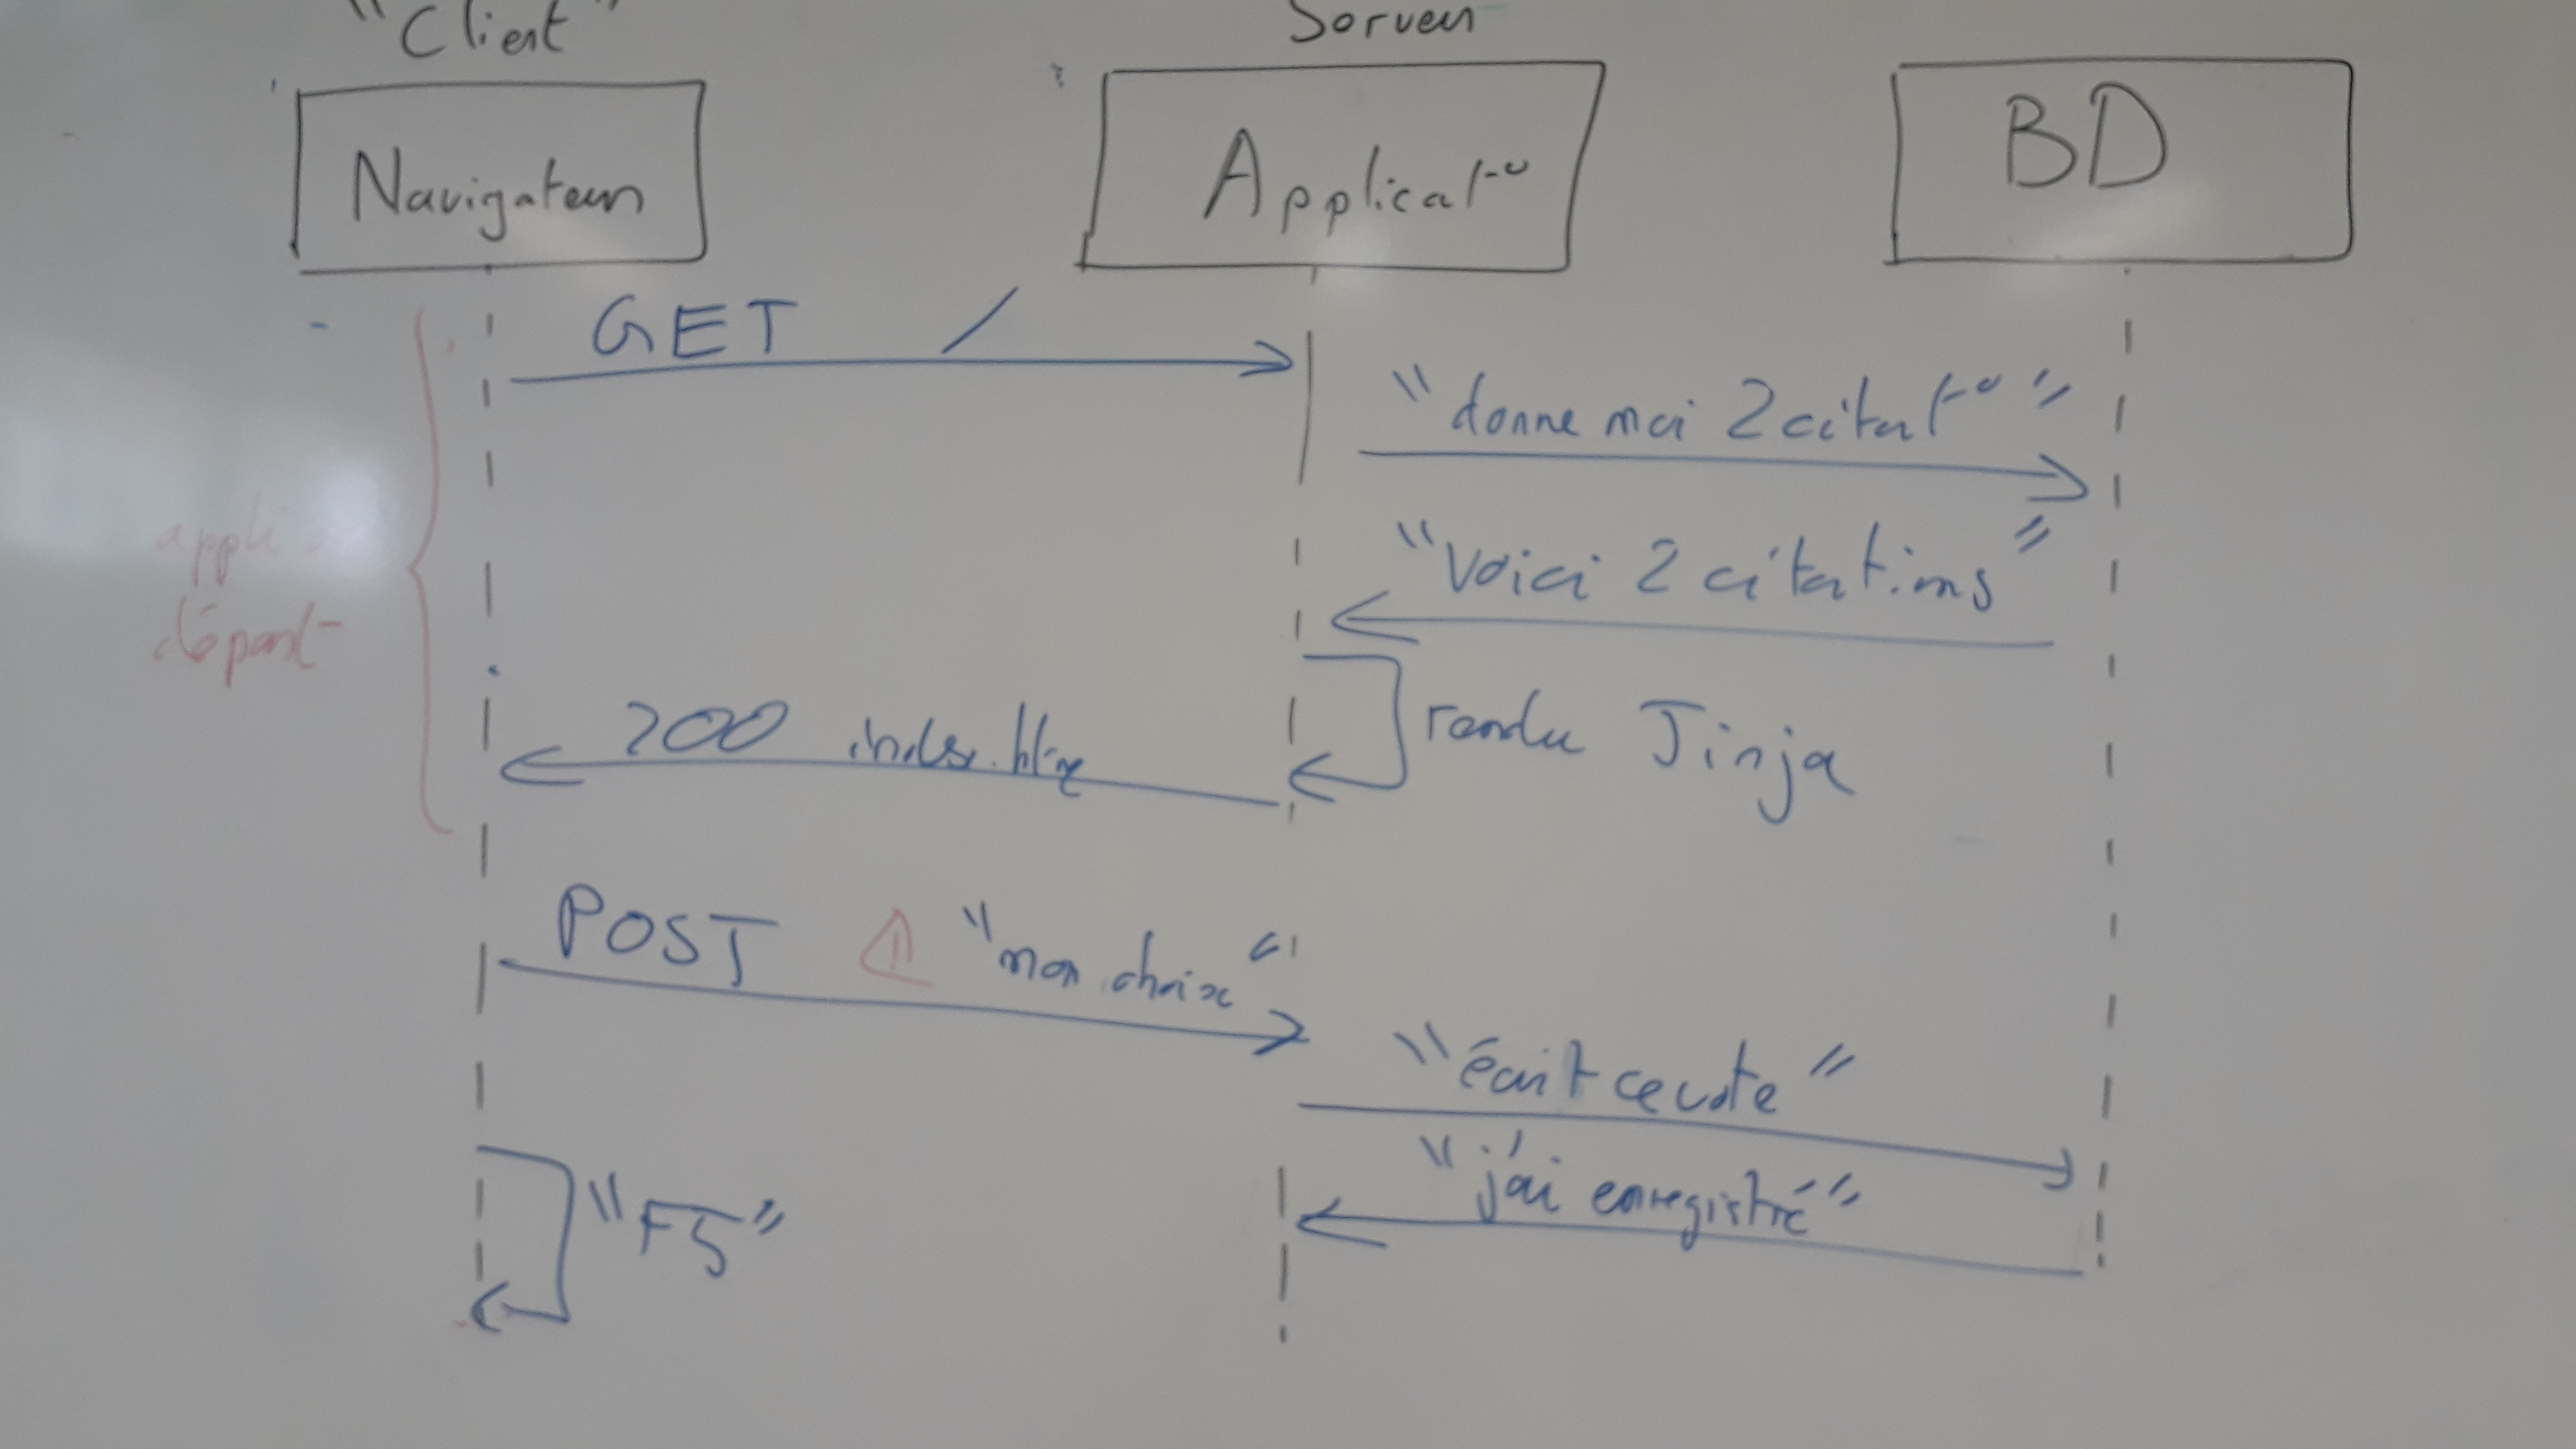 "Client"
Serveur
Navigateur
Applicat°
BD
GET /
"donne moi 2 citat°"
"Voici 2 citations"
appli
départ
rendu Jinja
200 index.html
POST ⚠ "mon choix"
"écrit ce vote"
"j'ai enregistré"
"F5"